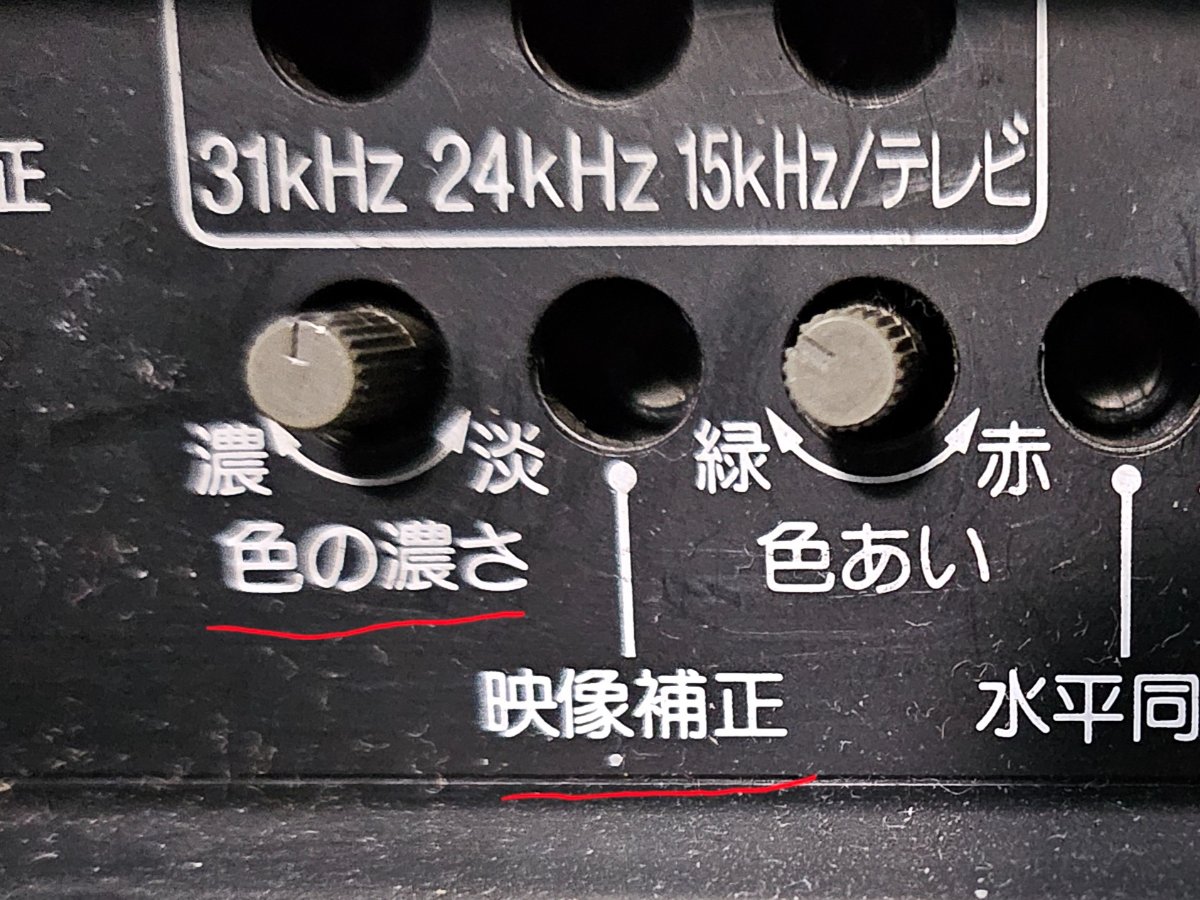 正
31kHz 24kHz 15kHz/テレビ
濃 淡 緑 赤
色の濃さ 色あい
映像補正 水平同